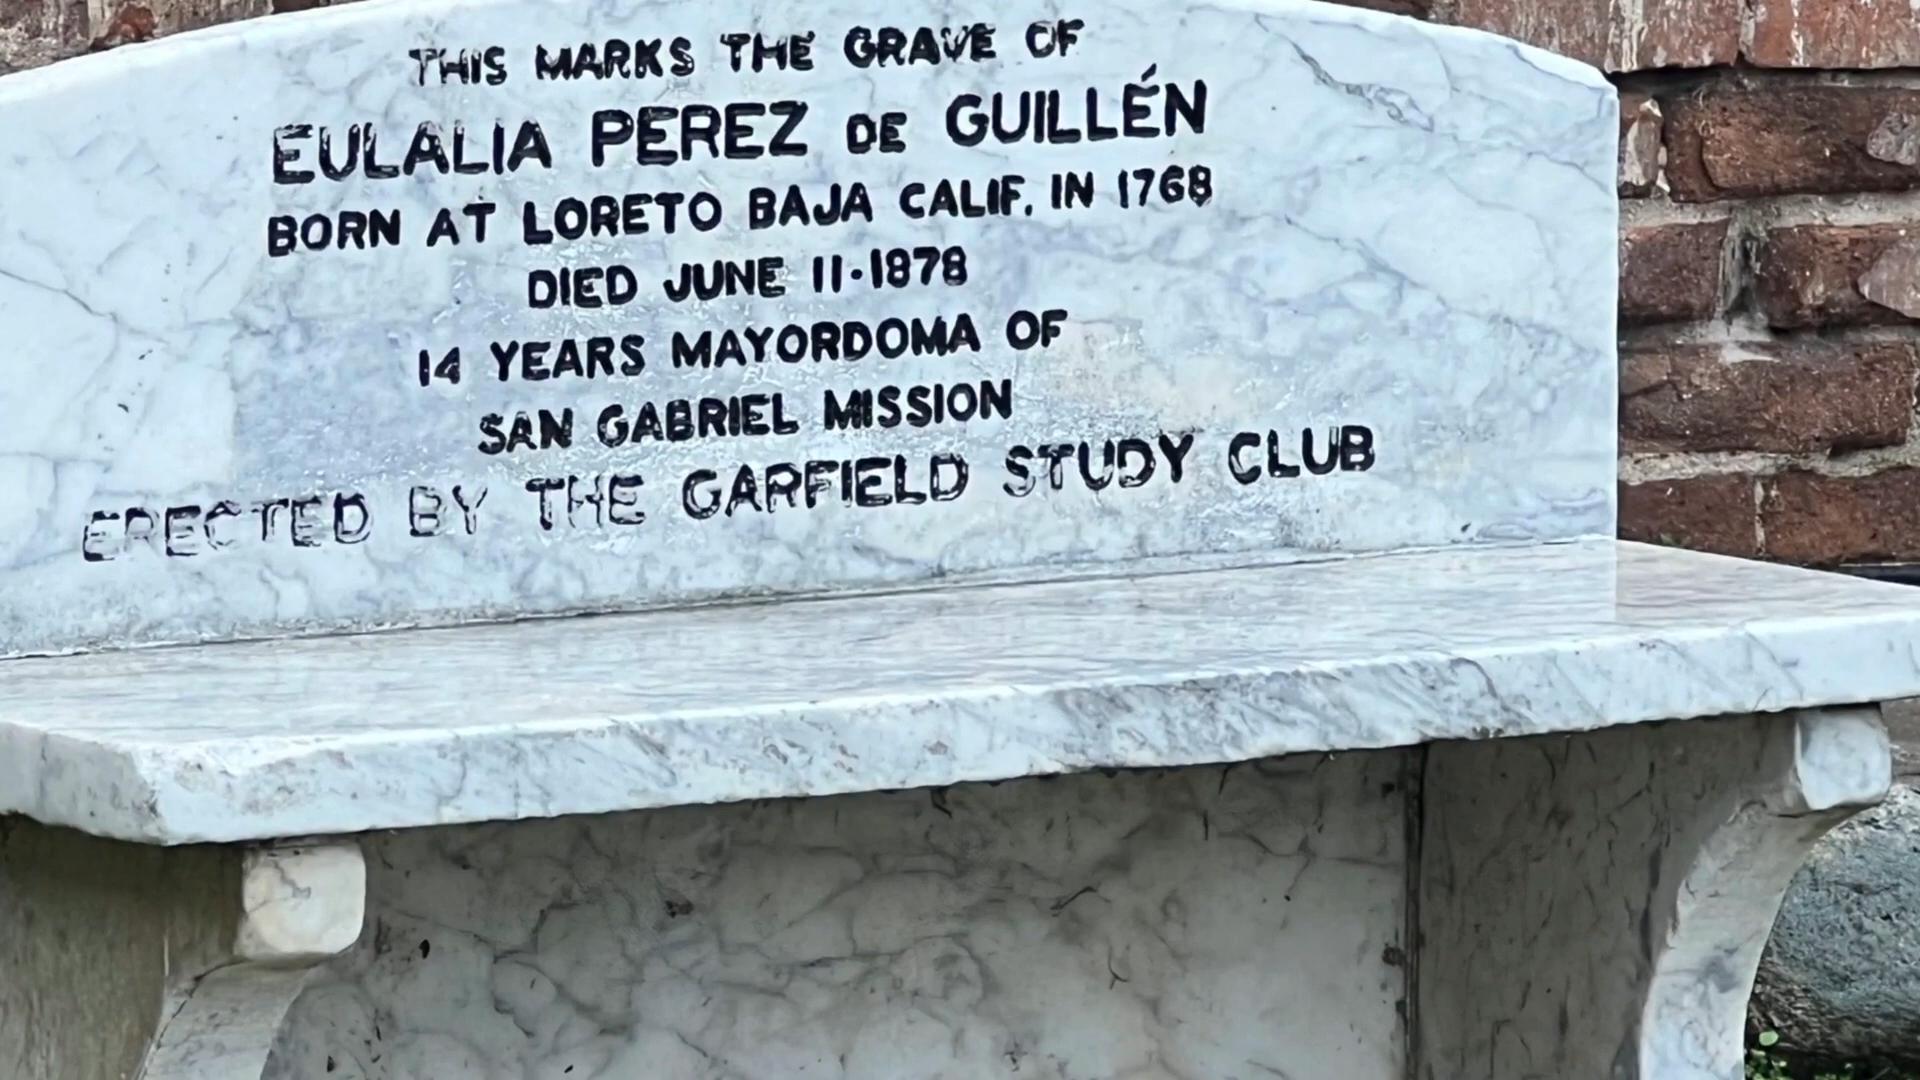 THIS MARKS THE GRAVE OF
EULALIA PEREZ DE GUILLÉN
BORN AT LORETO BAJA CALIF. IN 1768
DIED JUNE 11·1878
14 YEARS MAYORDOMA OF
SAN GABRIEL MISSION
ERECTED BY THE GARFIELD STUDY CLUB